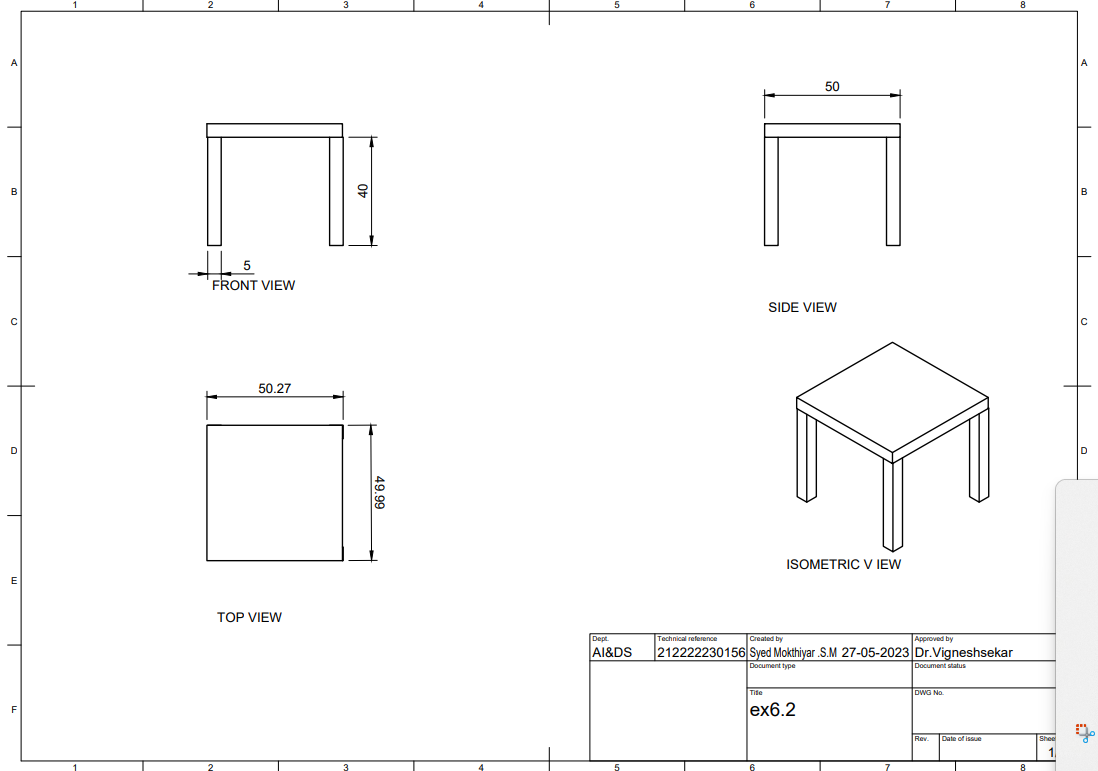 1 2 3 4 5 6 7 8
A A
50
B B
40
5
FRONT VIEW
SIDE VIEW
C C
50.27
D D
49.99
ISOMETRIC V IEW
E
TOP VIEW
Dept. Technical reference Created by Approved by
AI&DS 212222230156 Syed Mokthiyar .S.M 27-05-2023 Dr.Vigneshsekar
Document type Document status
Title DWG No.
ex6.2
F
Rev. Date of issue
1
1 2 3 4 5 6 7 8